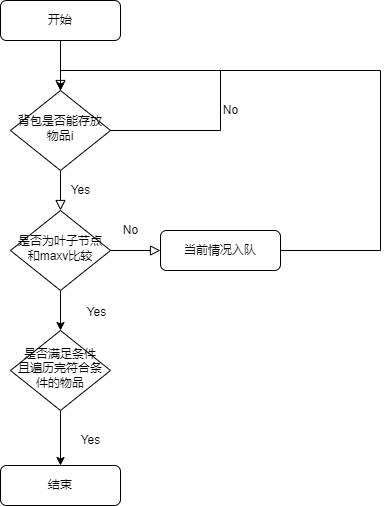 开始
背包是否能存放
物品i
No
Yes
是否为叶子节点
和maxv比较
No
当前情况入队
Yes
是否满足条件
且遍历完符合条
件的物品
Yes
结束